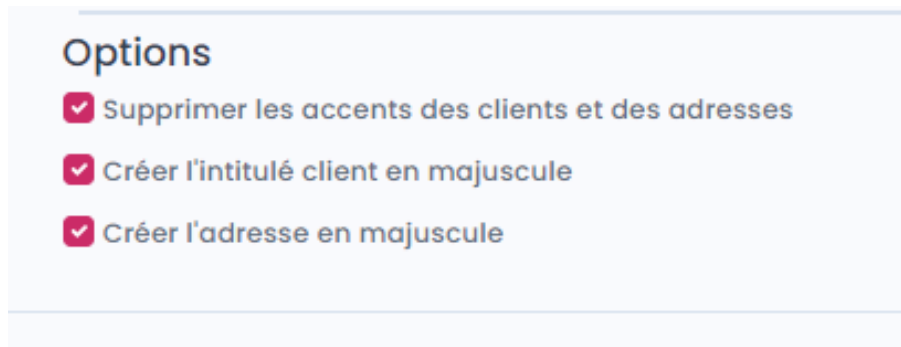 Options
Supprimer les accents des clients et des adresses
Créer l'intitulé client en majuscule
Créer l'adresse en majuscule